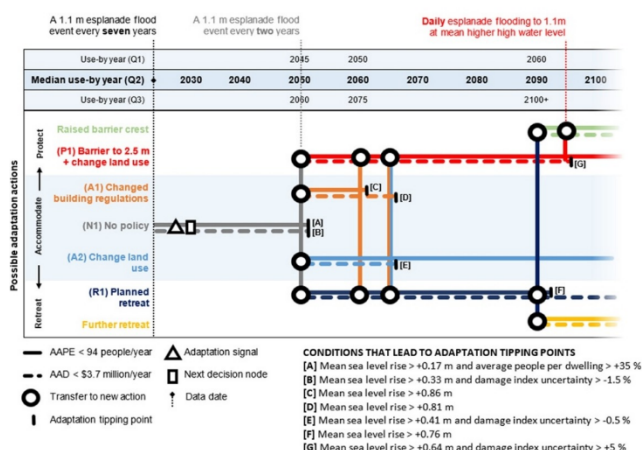 A 1.1 m esplanade flood
event every seven years
A 1.1 m esplanade flood
event every two years
Daily esplanade flooding to 1.1m
at mean higher high water level
Use-by year (Q1)
2045
2050
2060
Median use-by year (Q2)
2030
2040
2050
2060
2070
2080
2090
2100
Use-by year (Q3)
2060
2075
2100+
Possible adaptation actions
Protect
Accommodate
Retreat
Raised barrier crest
(P1) Barrier to 2.5 m
+ change land use
[G]
(A1) Changed
building regulations
[C]
[D]
(N1) No policy
[A]
[B]
(A2) Change land
use
[E]
(R1) Planned
retreat
[F]
Further retreat
AAPE < 94 people/year
AAD < $3.7 million/year
Transfer to new action
Adaptation tipping point
Adaptation signal
Next decision node
Data date
CONDITIONS THAT LEAD TO ADAPTATION TIPPING POINTS
[A] Mean sea level rise > +0.17 m and average people per dwelling > +35 %
[B] Mean sea level rise > +0.33 m and damage index uncertainty > -1.5 %
[C] Mean sea level rise > +0.86 m
[D] Mean sea level rise > +0.81 m
[E] Mean sea level rise > +0.41 m and damage index uncertainty > -0.5 %
[F] Mean sea level rise > +0.76 m
[G] Mean sea level rise > +0.64 m and damage index uncertainty > +5 %